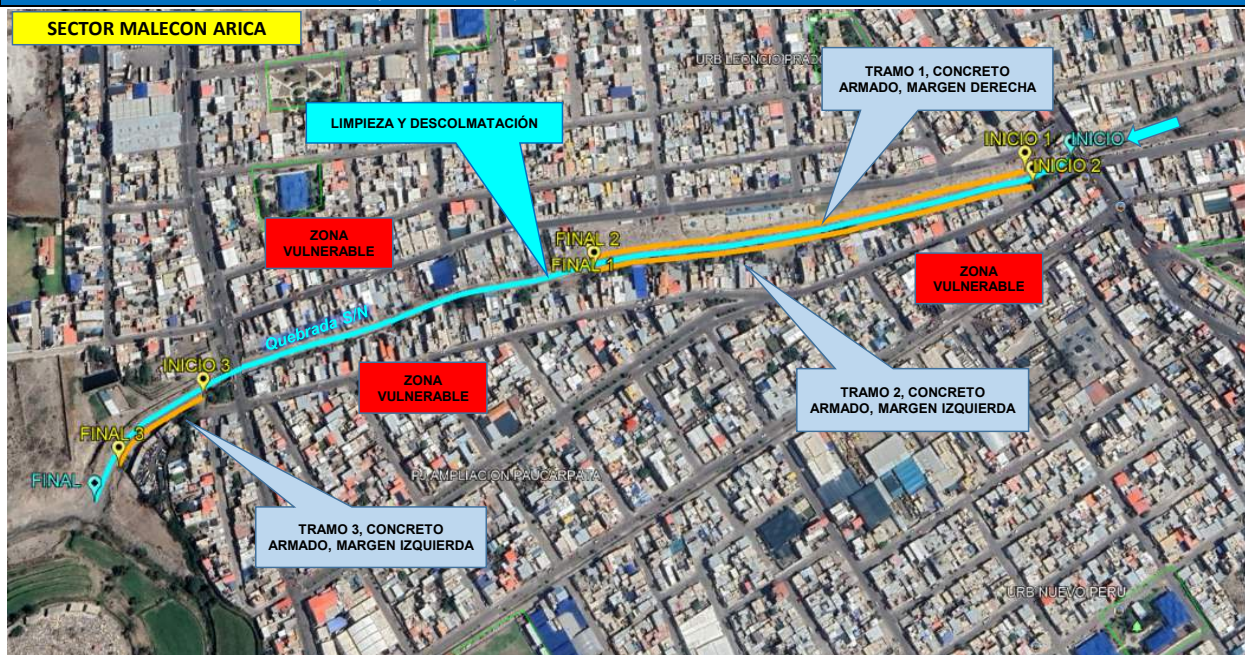 SECTOR MALECON ARICA
URB LEONCIO PRADO
TRAMO 1, CONCRETO
ARMADO, MARGEN DERECHA
LIMPIEZA Y DESCOLMATACIÓN
INICIO 1
INICIO
INICIO 2
ZONA
VULNERABLE
FINAL 2
FINAL 1
ZONA
VULNERABLE
Quebrada S/N
INICIO 3
ZONA
VULNERABLE
TRAMO 2, CONCRETO
ARMADO, MARGEN IZQUIERDA
FINAL 3
FINAL
PJ AMPLIACION PAUCARPATA
TRAMO 3, CONCRETO
ARMADO, MARGEN IZQUIERDA
URB NUEVO PERU